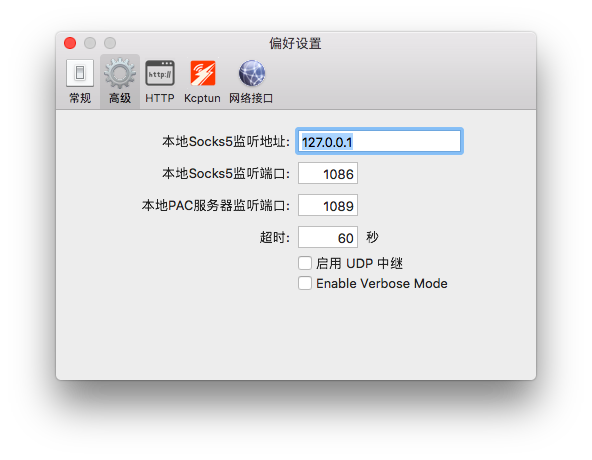 偏好设置
常规 高级 HTTP Kcptun 网络接口
http://
本地Socks5监听地址: 127.0.0.1
本地Socks5监听端口: 1086
本地PAC服务器监听端口: 1089
超时: 60 秒
启用 UDP 中继
Enable Verbose Mode